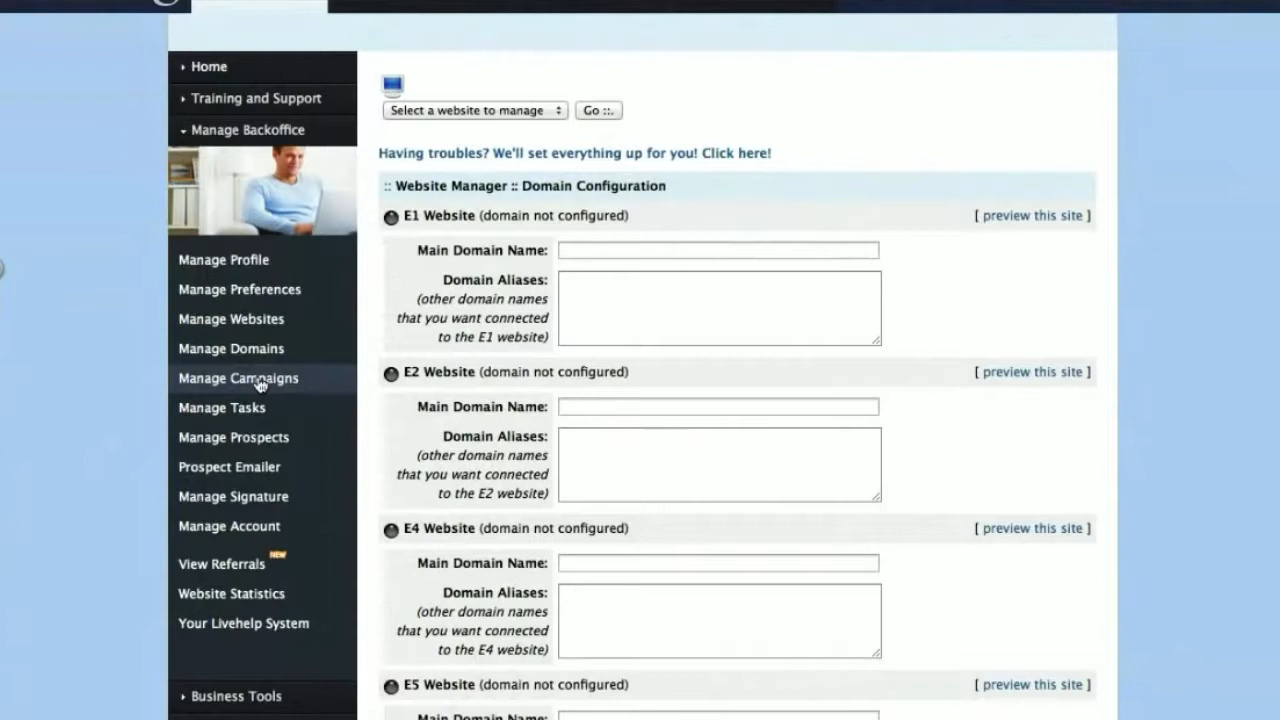 Home
Training and Support
Manage Backoffice
Manage Profile
Manage Preferences
Manage Websites
Manage Domains
Manage Campaigns
Manage Tasks
Manage Prospects
Prospect Emailer
Manage Signature
Manage Account
View Referrals NEW
Website Statistics
Your Livehelp System
Business Tools
Select a website to manage Go ::.
Having troubles? We'll set everything up for you! Click here!
:: Website Manager :: Domain Configuration
E1 Website (domain not configured) [ preview this site ]
Main Domain Name:
Domain Aliases:
(other domain names
that you want connected
to the E1 website)
E2 Website (domain not configured) [ preview this site ]
Main Domain Name:
Domain Aliases:
(other domain names
that you want connected
to the E2 website)
E4 Website (domain not configured) [ preview this site ]
Main Domain Name:
Domain Aliases:
(other domain names
that you want connected
to the E4 website)
E5 Website (domain not configured) [ preview this site ]
Main Domain Name: